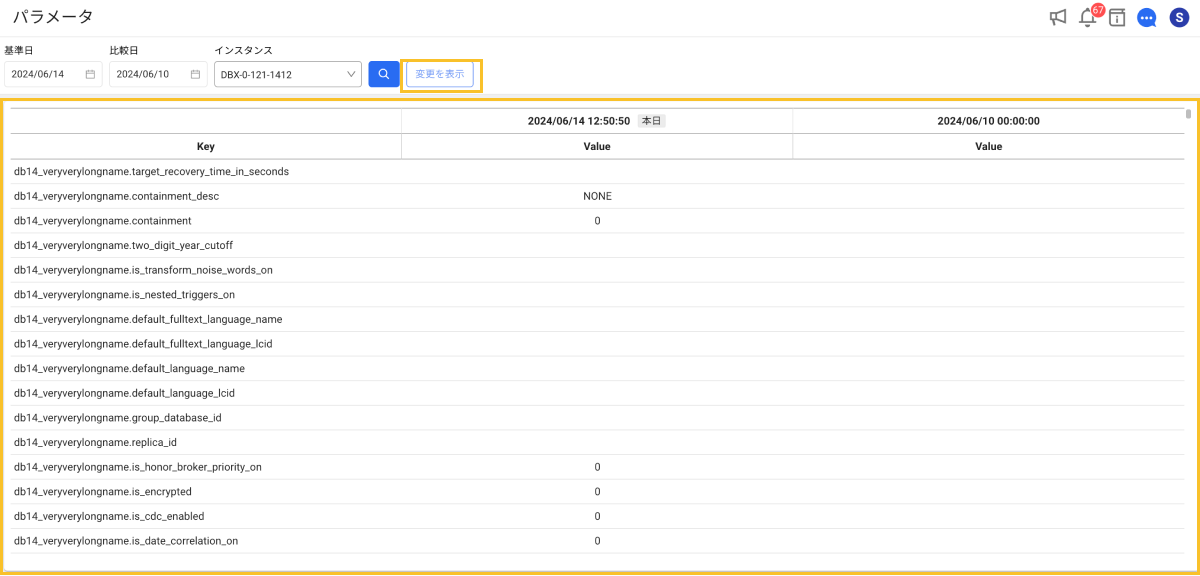 パラメータ
67
S
基準日 比較日 インスタンス
2024/06/14 2024/06/10 DBX-0-121-1412 変更を表示
2024/06/14 12:50:50 本日 2024/06/10 00:00:00
Key Value Value
db14_veryverylongname.target_recovery_time_in_seconds
db14_veryverylongname.containment_desc NONE
db14_veryverylongname.containment 0
db14_veryverylongname.two_digit_year_cutoff
db14_veryverylongname.is_transform_noise_words_on
db14_veryverylongname.is_nested_triggers_on
db14_veryverylongname.default_fulltext_language_name
db14_veryverylongname.default_fulltext_language_lcid
db14_veryverylongname.default_language_name
db14_veryverylongname.default_language_lcid
db14_veryverylongname.group_database_id
db14_veryverylongname.replica_id
db14_veryverylongname.is_honor_broker_priority_on 0
db14_veryverylongname.is_encrypted 0
db14_veryverylongname.is_cdc_enabled 0
db14_veryverylongname.is_date_correlation_on 0